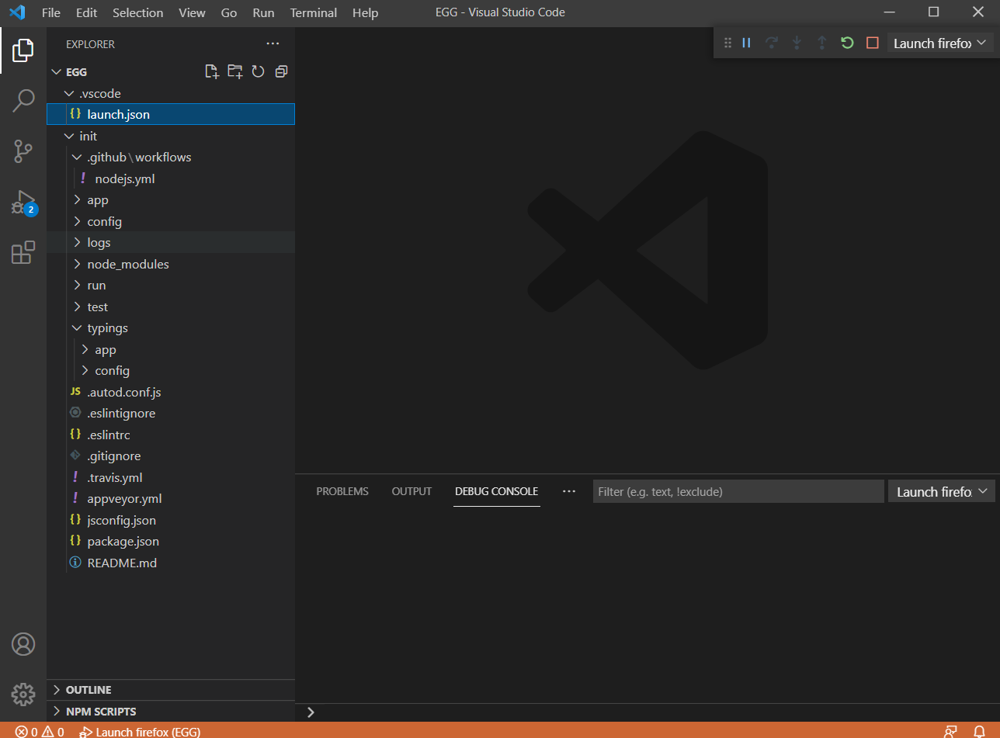 File Edit Selection View Go Run Terminal Help EGG - Visual Studio Code
EXPLORER
Launch firefox
EGG
.vscode
{} launch.json
init
.github\workflows
! nodejs.yml
2
app
config
logs
node_modules
run
test
typings
app
config
JS .autod.conf.js
.eslintignore
{} .eslintrc
.gitignore
! .travis.yml
! appveyor.yml
{} jsconfig.json
{} package.json
README.md
PROBLEMS OUTPUT DEBUG CONSOLE ··· Filter (e.g. text, !exclude) Launch firefo
OUTLINE
NPM SCRIPTS
0 0 Launch firefox (EGG)